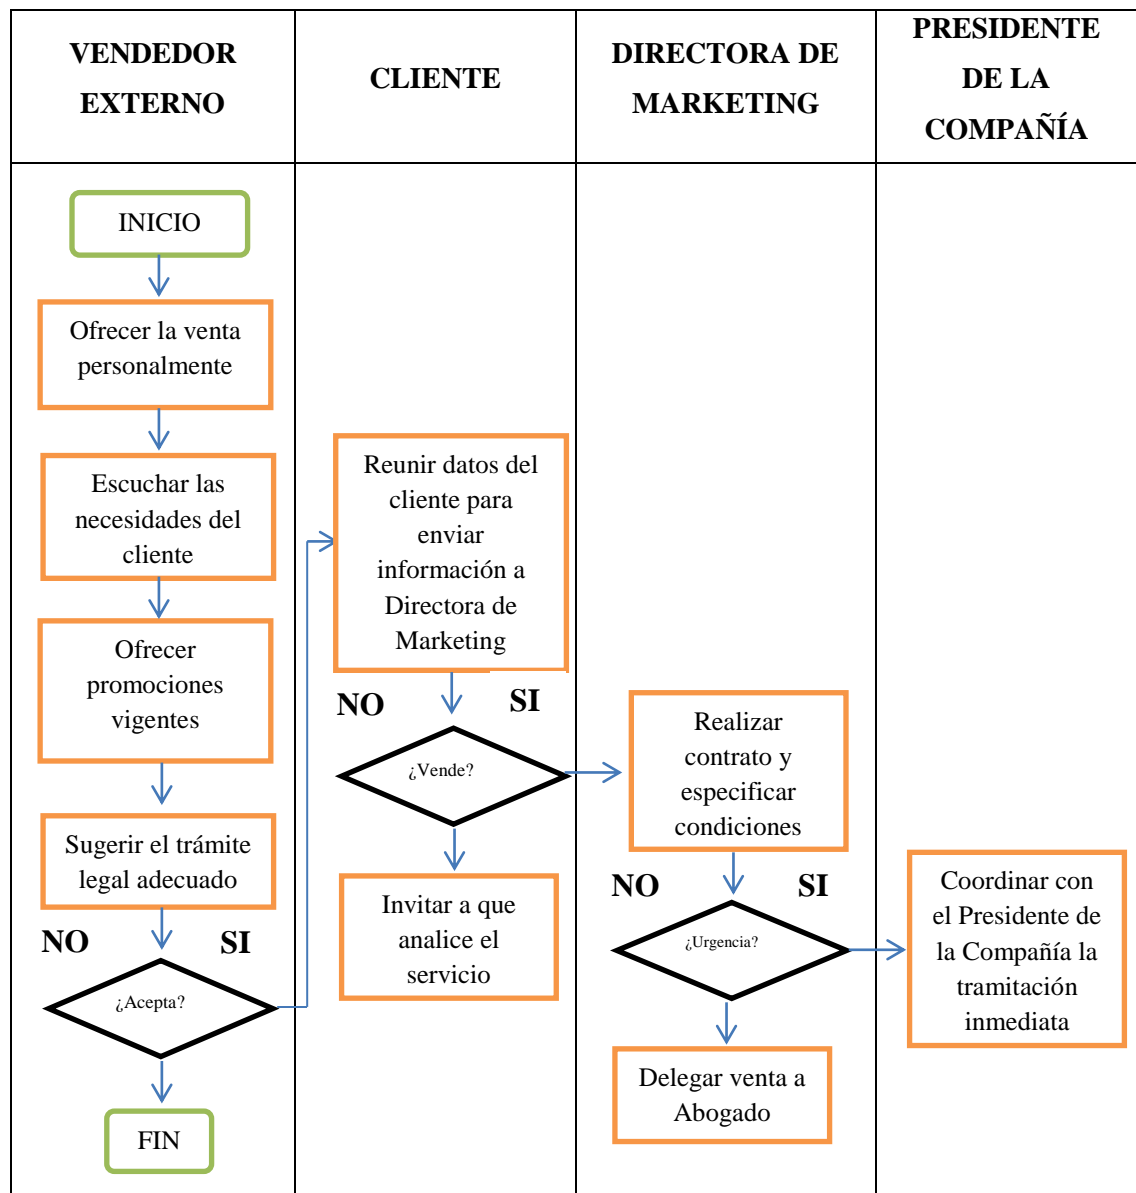 VENDEDOR
EXTERNO
CLIENTE
DIRECTORA DE
MARKETING
PRESIDENTE
DE LA
COMPAÑÍA
INICIO
Ofrecer la venta
personalmente
Escuchar las
necesidades del
cliente
Ofrecer
promociones
vigentes
Sugerir el trámite
legal adecuado
NO
SI
¿Acepta?
FIN
Reunir datos del
cliente para
enviar
información a
Directora de
Marketing
NO
SI
¿Vende?
Invitar a que
analice el
servicio
Realizar
contrato y
especificar
condiciones
NO
SI
¿Urgencia?
Delegar venta a
Abogado
Coordinar con
el Presidente de
la Compañía la
tramitación
inmediata